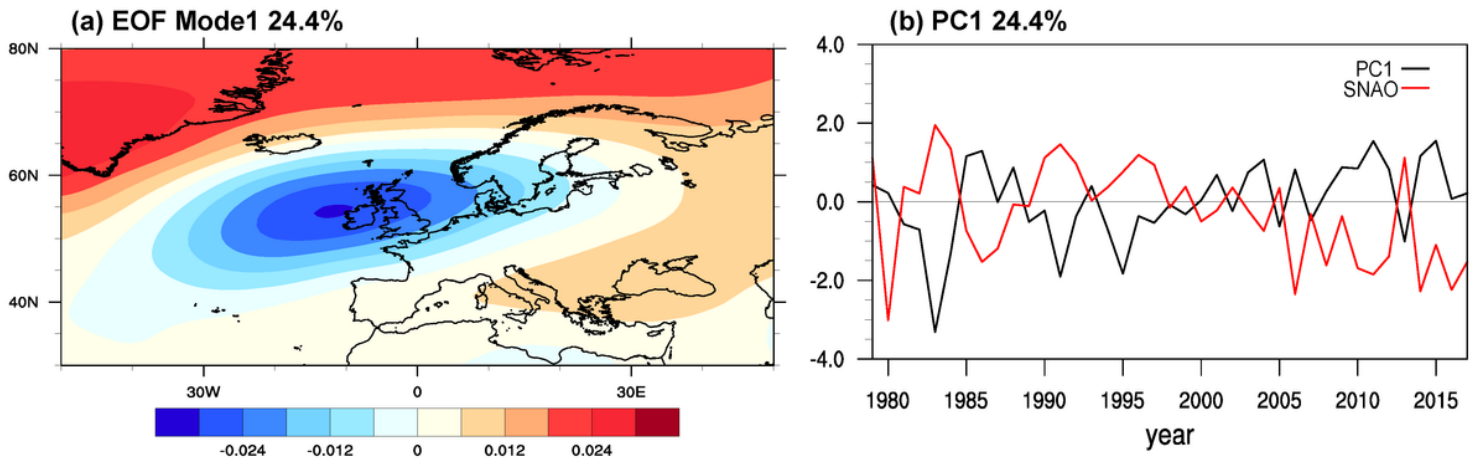 (a) EOF Mode1 24.4%
80N
60N
40N
30W
0
30E
-0.024
-0.012
0
0.012
0.024
(b) PC1 24.4%
4.0
2.0
0.0
-2.0
-4.0
PC1
SNAO
1980
1985
1990
1995
2000
2005
2010
2015
year